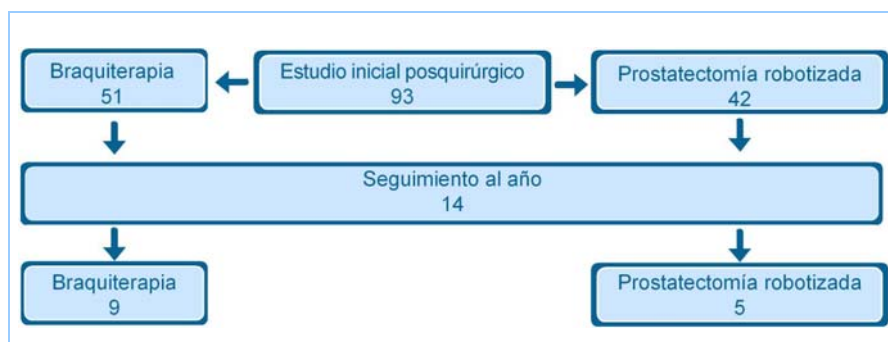 Braquiterapia
51
Estudio inicial posquirúrgico
93
Prostatectomía robotizada
42
Seguimiento al año
14
Braquiterapia
9
Prostatectomía robotizada
5